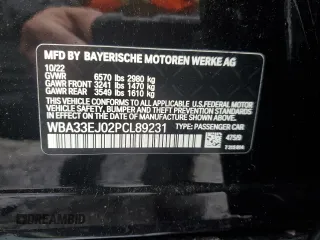 MFD BY BAYERISCHE MOTOREN WERKE AG
10/22
GVWR 6570 lbs 2980 kg
GAWR FRONT 3241 lbs 1470 kg
GAWR REAR 3549 lbs 1610 kg
THIS VEHICLE CONFORMS TO ALL APPLICABLE U.S. FEDERAL MOTOR
VEHICLE SAFETY, BUMPER, AND THEFT PREVENTION STANDARDS IN
EFFECT ON THE DATE OF MANUFACTURE SHOWN ABOVE.
WBA33EJ02PCL89231 TYPE: PASSENGER CAR
475/9
DREAMBID